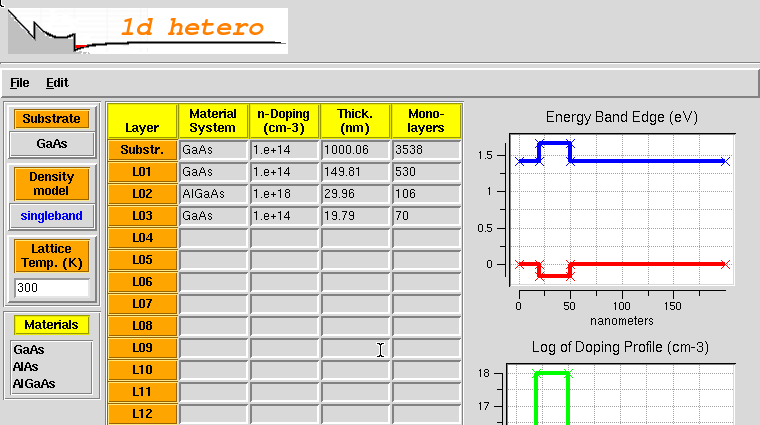 1d hetero
File Edit
Substrate
GaAs
Density
model
singleband
Lattice
Temp. (K)
300
Materials
GaAs
AlAs
AlGaAs
Layer Material System n-Doping (cm-3) Thick. (nm) Mono-layers
Substr. GaAs 1.e+14 1000.06 3538
L01 GaAs 1.e+14 149.81 530
L02 AlGaAs 1.e+18 29.96 106
L03 GaAs 1.e+14 19.79 70
L04
L05
L06
L07
L08
L09
L10
L11
L12
Energy Band Edge (eV)
1.5
1
0.5
0
0 50 100 150
nanometers
Log of Doping Profile (cm-3)
18
17